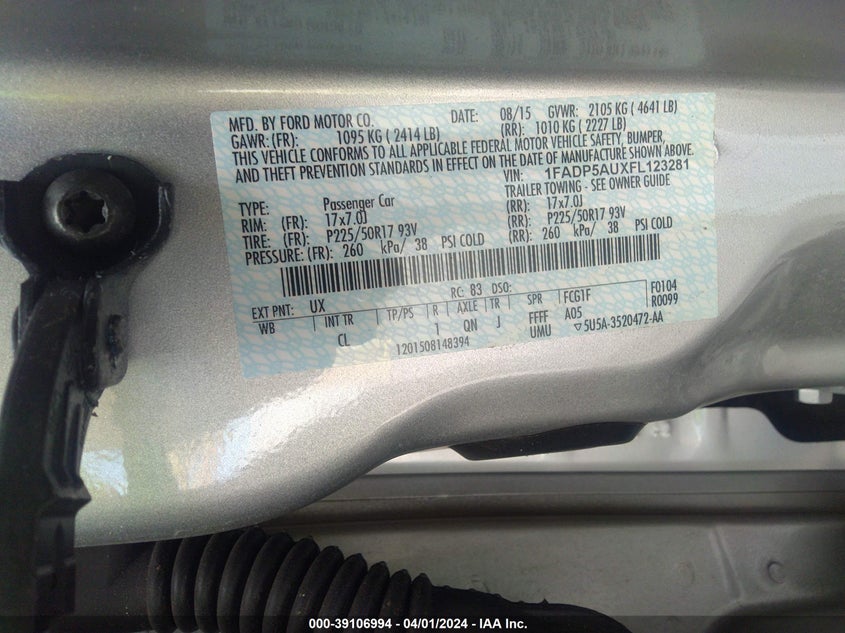 MFD. BY FORD MOTOR CO. DATE: 08/15 GVWR: 2105 KG ( 4641 LB)
GAWR: (FR): 1095 KG ( 2414 LB) (RR): 1010 KG ( 2227 LB)
THIS VEHICLE CONFORMS TO ALL APPLICABLE FEDERAL MOTOR VEHICLE SAFETY, BUMPER,
AND THEFT PREVENTION STANDARDS IN EFFECT ON THE DATE OF MANUFACTURE SHOWN ABOVE.
VIN: 1FADP5AUXFL123281
TYPE: Passenger Car TRAILER TOWING - SEE OWNER GUIDE
RIM: (FR): 17x7.0J (RR): 17x7.0J
TIRE: (FR): P225/50R17 93V (RR): P225/50R17 93V
PRESSURE: (FR): 260 kPa/ 38 PSI COLD (RR): 260 kPa/ 38 PSI COLD
EXT PNT: UX RC: 83 DSO: FCG1F F0104
WB INT TR TP/PS R AXLE TR SPR R0099
CL 1 QN J FFFF A05
UMU ▽5U5A-3520472-AA
1201508148394
000-39106994 - 04/01/2024 - IAA Inc.